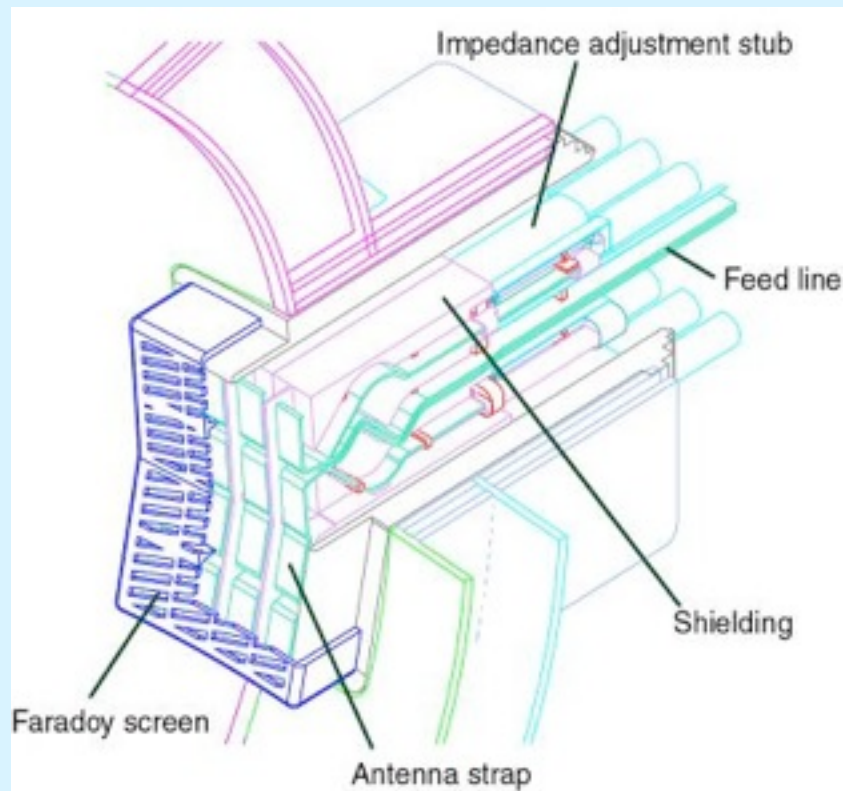 Impedance adjustment stub
Feed line
Shielding
Faradoy screen
Antenna strap